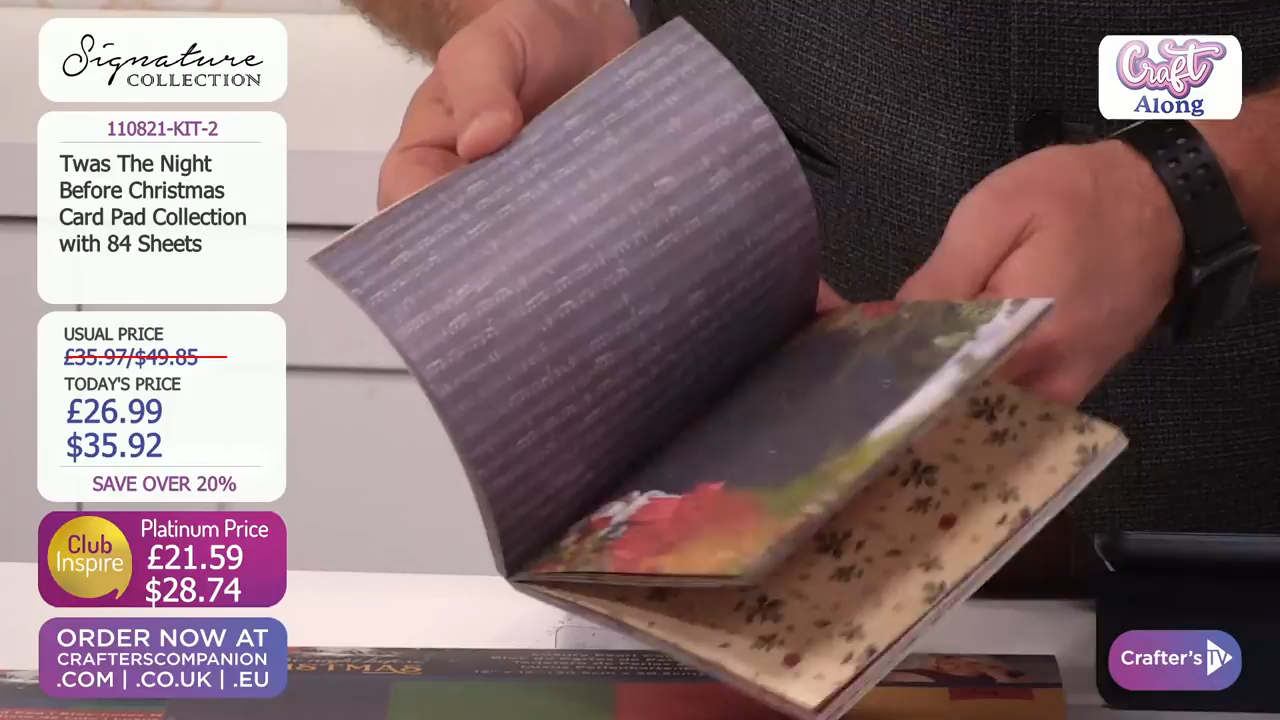 Signature
COLLECTION
110821-KIT-2
Twas The Night
Before Christmas
Card Pad Collection
with 84 Sheets
USUAL PRICE
£35.97/$49.85
TODAY'S PRICE
£26.99
$35.92
SAVE OVER 20%
Club
Inspire
Platinum Price
£21.59
$28.74
ORDER NOW AT
CRAFTERSCOMPANION
.COM | .CO.UK | .EU
Craft
Along
Crafter's TV